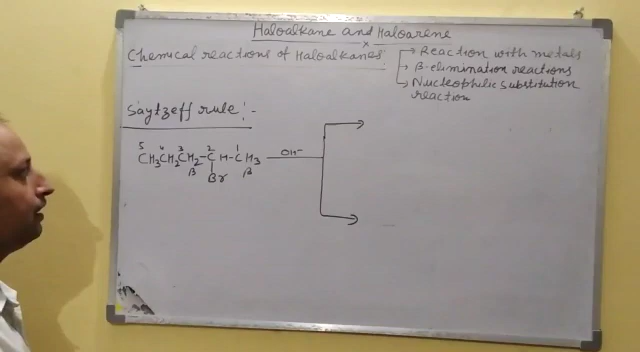 Haloalkane and Haloarene
x
Chemical reactions of Haloalkanes:
→ Reaction with metals
→ β-elimination reactions
→ Nucleophilic substitution
reaction
Saytzeff rule:-
5 4 3 2 1
CH₃CH₂CH₂-CH-CH₃ OH⁻
β Br β